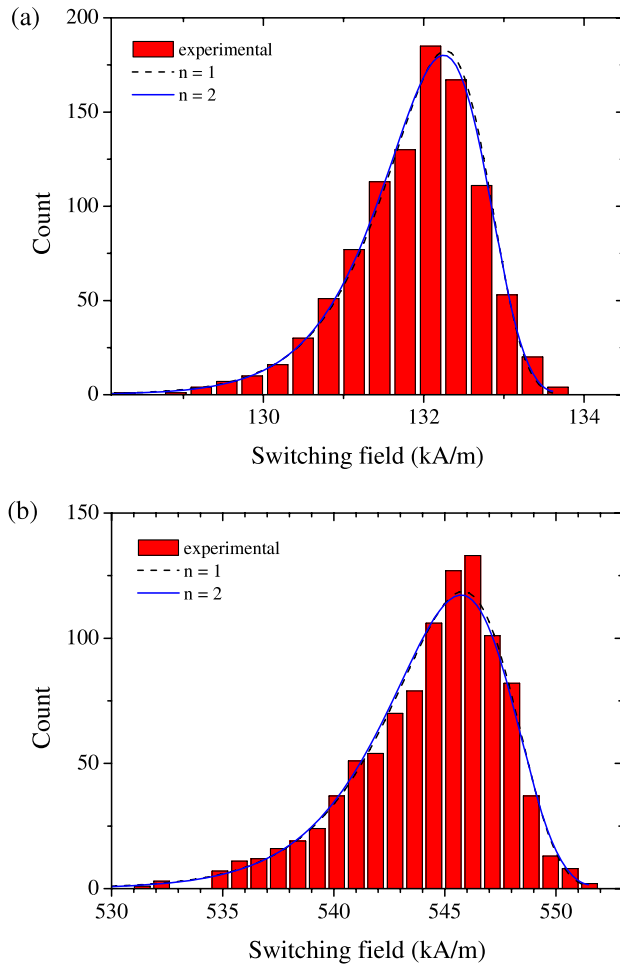 (a)
200
150
100
50
0
Count
experimental
n = 1
n = 2
130
132
134
Switching field (kA/m)
(b)
150
100
50
0
Count
experimental
n = 1
n = 2
530
535
540
545
550
Switching field (kA/m)